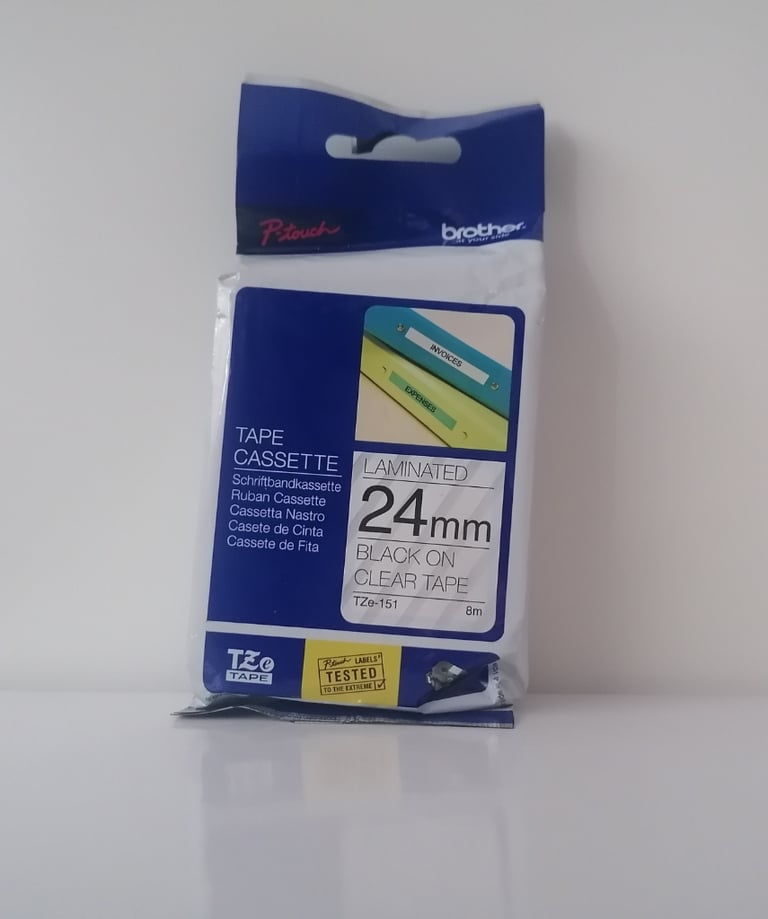 P-touch
brother
at your side
INVOICES
EXPENSES
TAPE
CASSETTE
Schriftbandkassette
Ruban Cassette
Cassetta Nastro
Casete de Cinta
Cassete de Fita
LAMINATED
24mm
BLACK ON
CLEAR TAPE
TZe-151 8m
TZe
TAPE
P-touch LABELS
TESTED
TO THE EXTREME